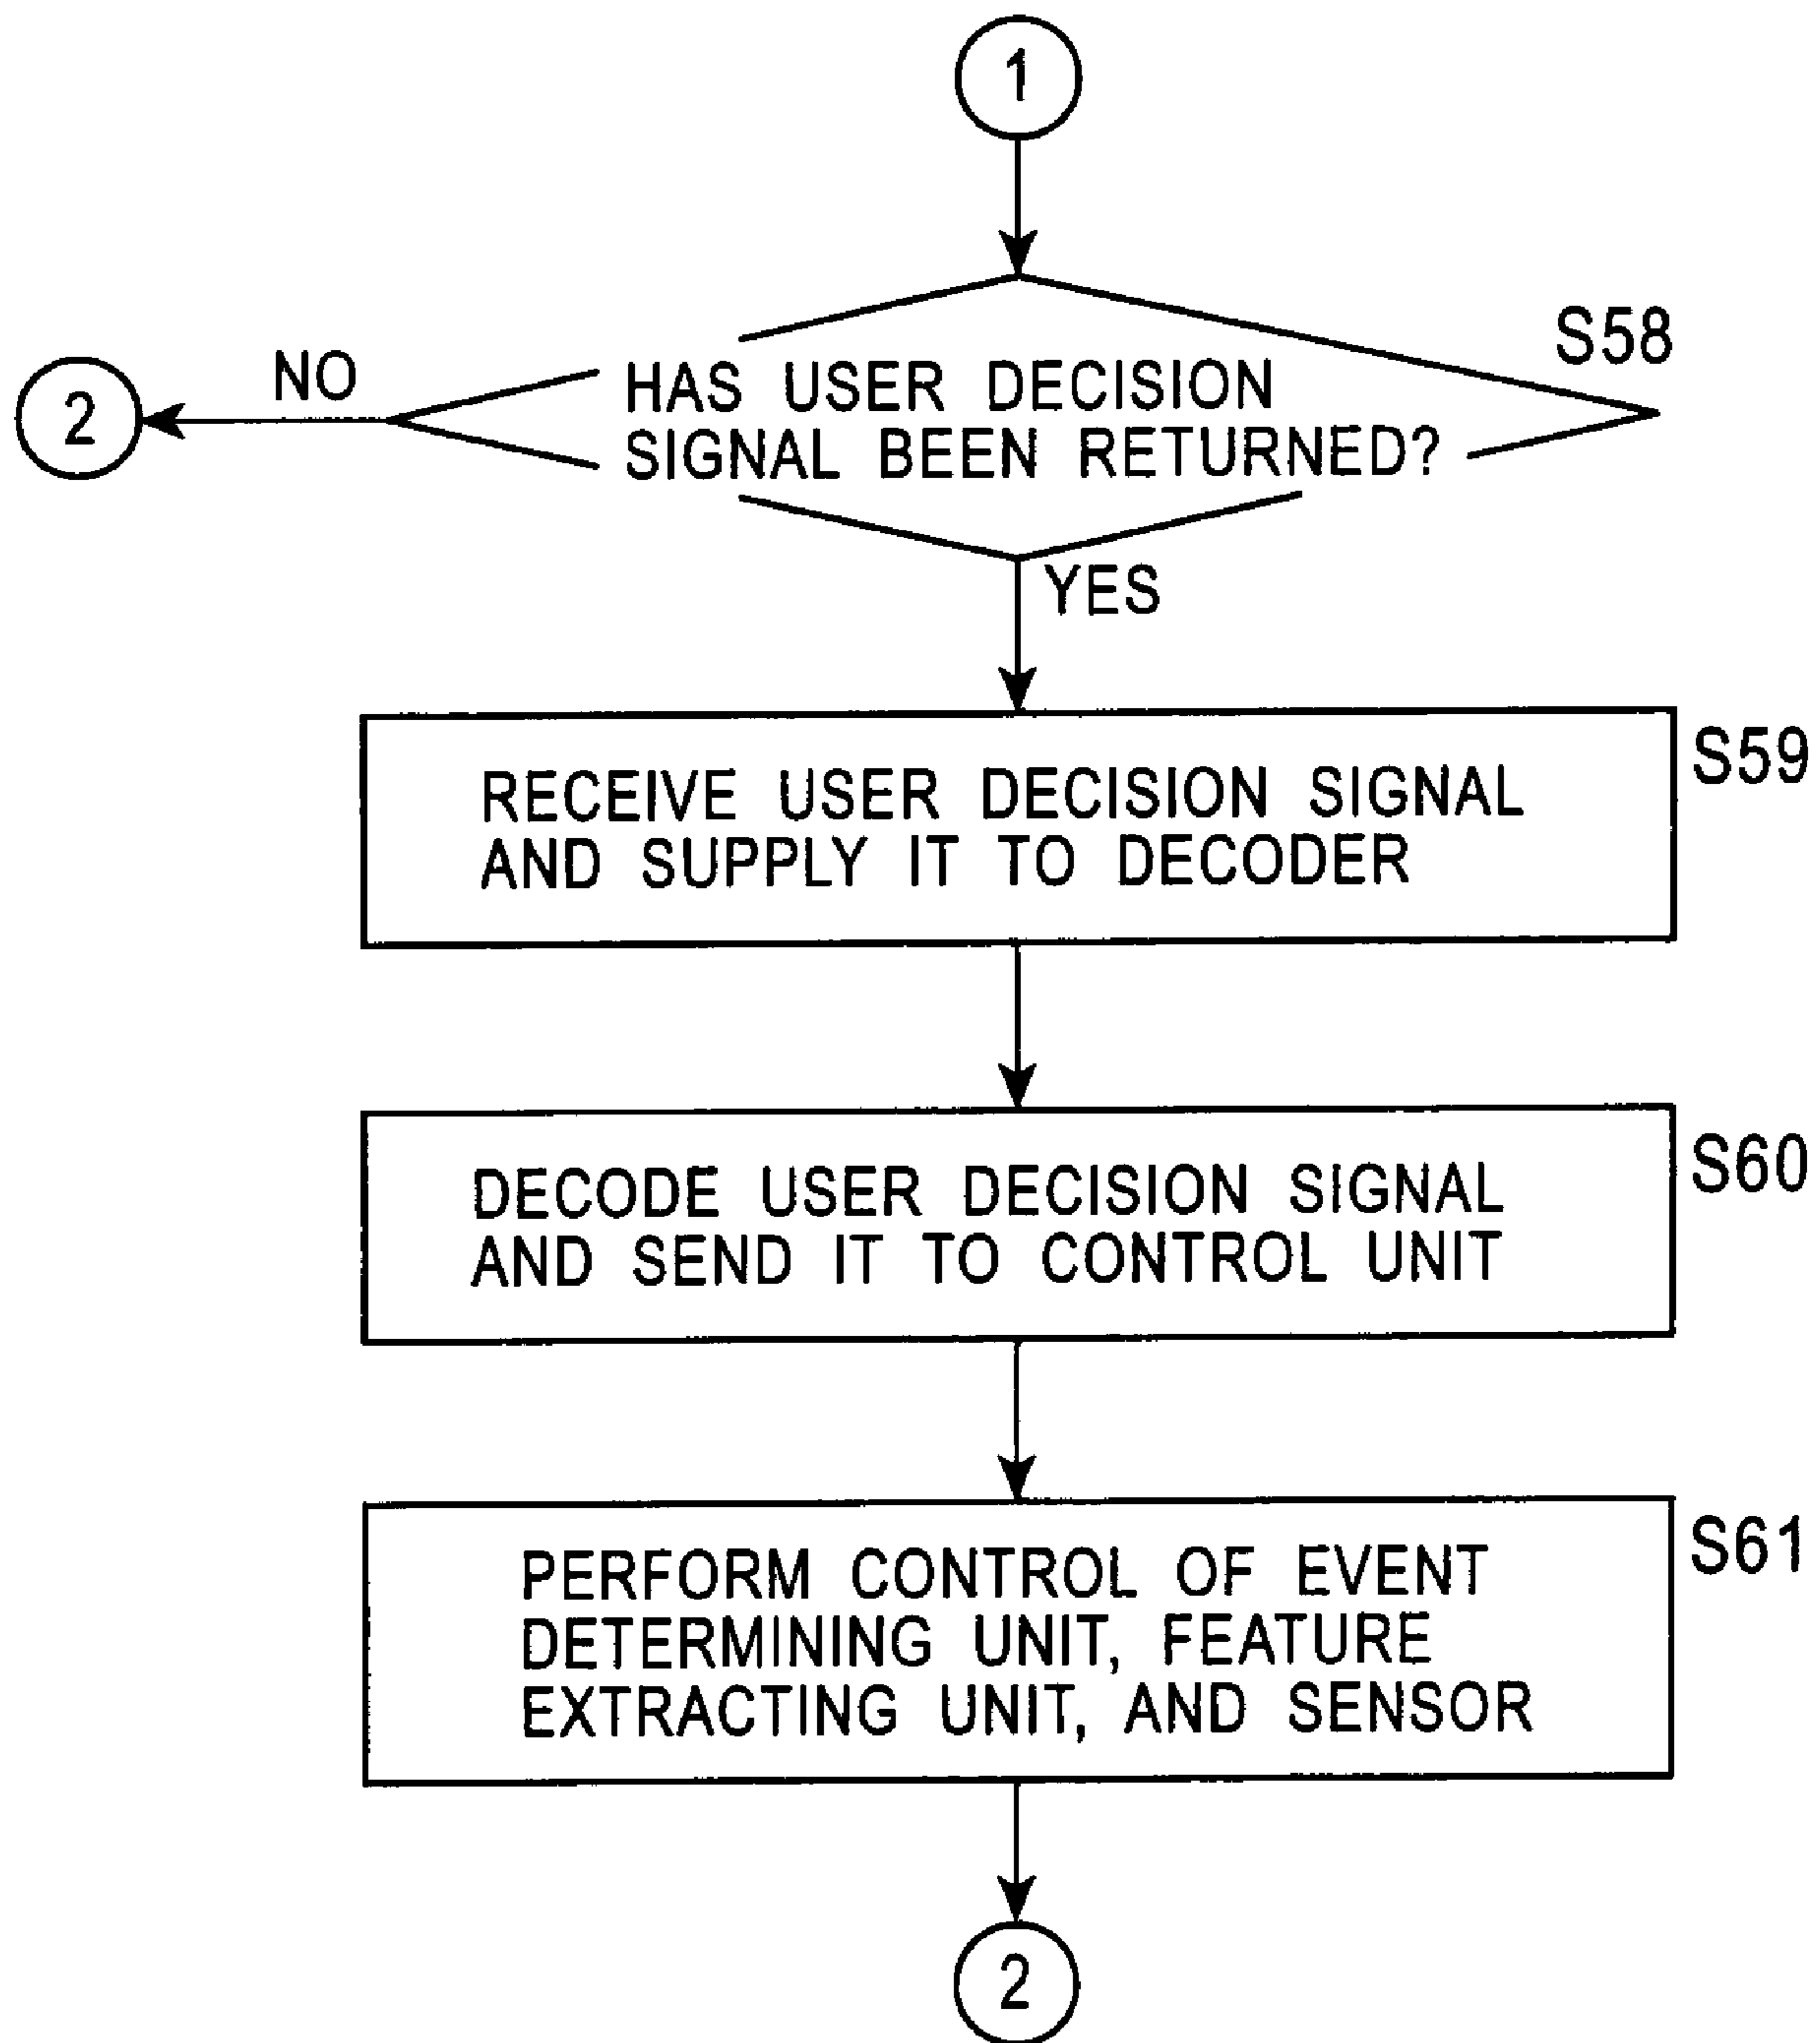 1
S58
NO
HAS USER DECISION
SIGNAL BEEN RETURNED?
2
YES
S59
RECEIVE USER DECISION SIGNAL
AND SUPPLY IT TO DECODER
S60
DECODE USER DECISION SIGNAL
AND SEND IT TO CONTROL UNIT
S61
PERFORM CONTROL OF EVENT
DETERMINING UNIT, FEATURE
EXTRACTING UNIT, AND SENSOR
2